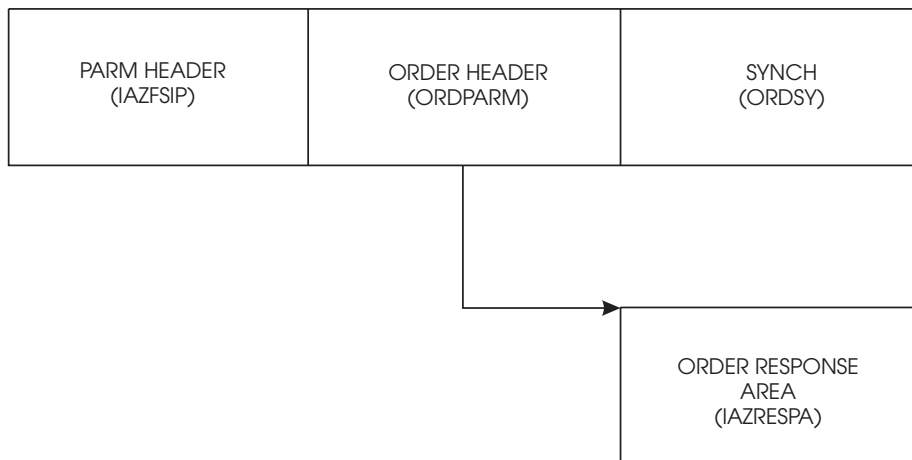 PARM HEADER
(IAZFSIP)
ORDER HEADER
(ORDPARM)
SYNCH
(ORDSY)
ORDER RESPONSE
AREA
(IAZRESPA)